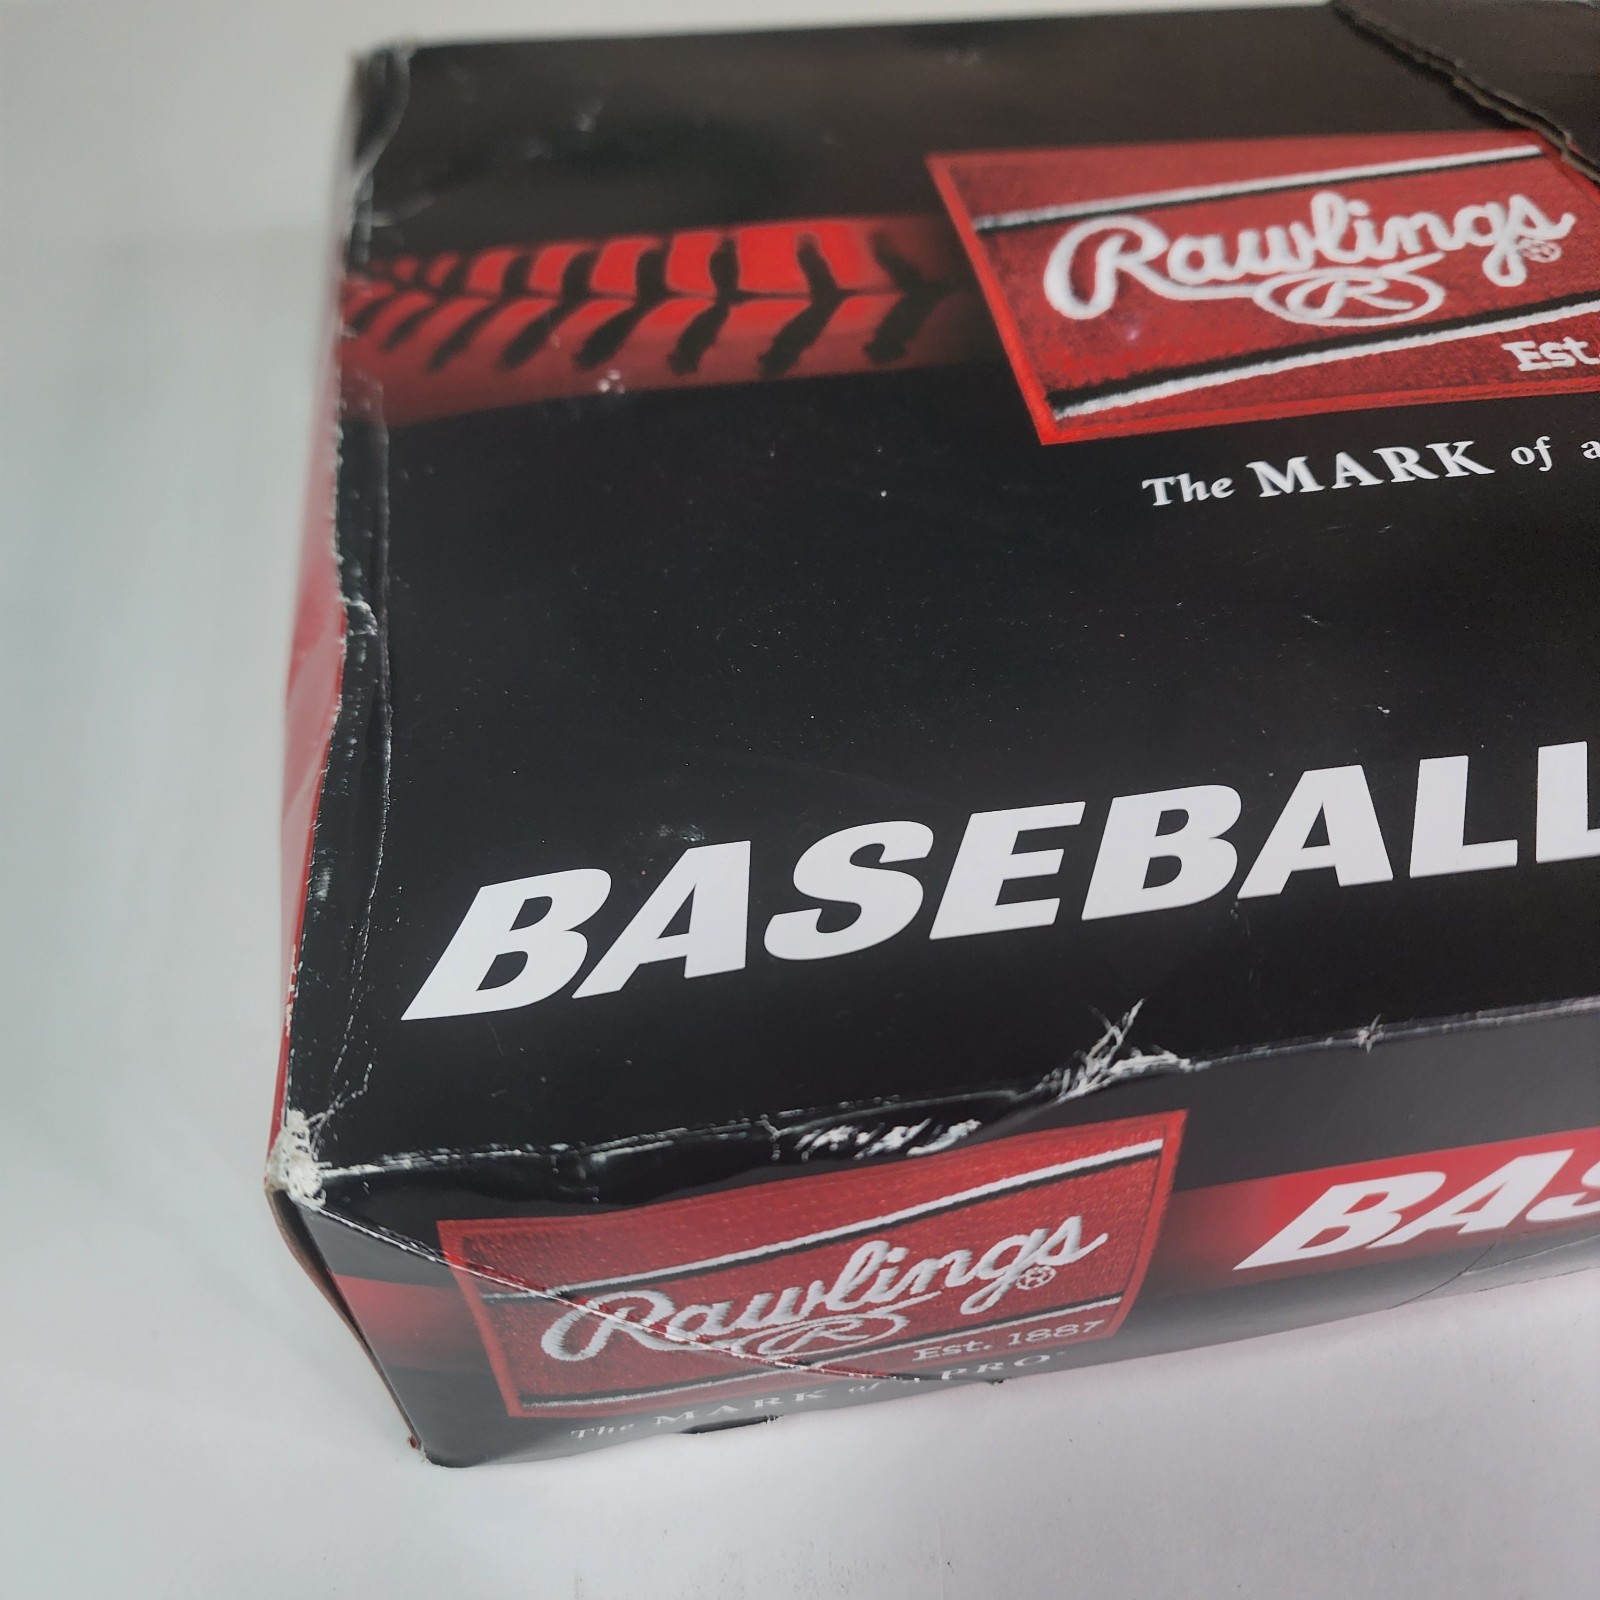 Rawlings ®
R
Est.
The MARK of a
BASEBALL
Rawlings ®
R
Est. 1887
The MARK of a PRO
BAS